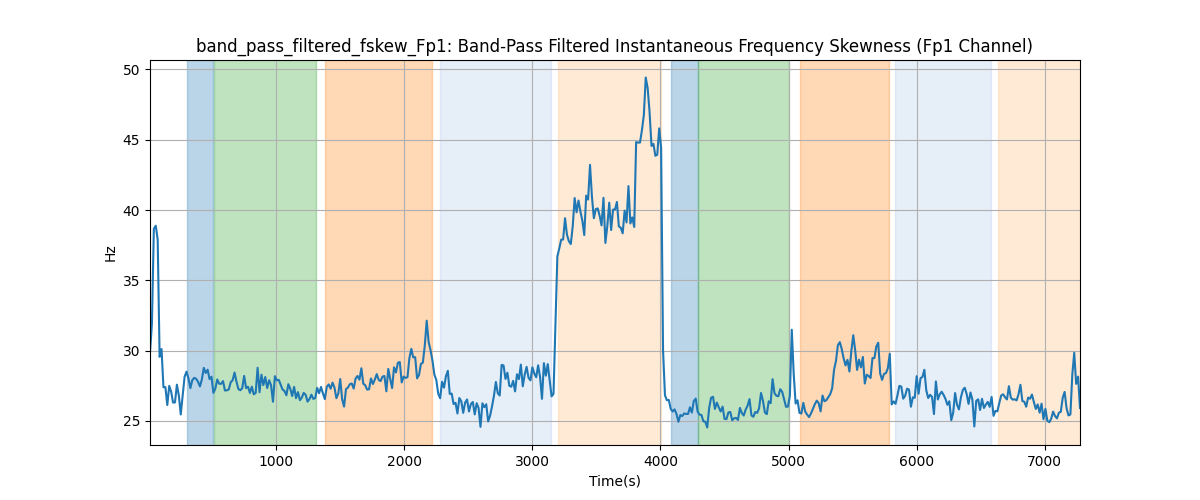 band_pass_filtered_fskew_Fp1: Band-Pass Filtered Instantaneous Frequency Skewness (Fp1 Channel)
50
45
40
35
30
25
Hz
1000 2000 3000 4000 5000 6000 7000
Time(s)